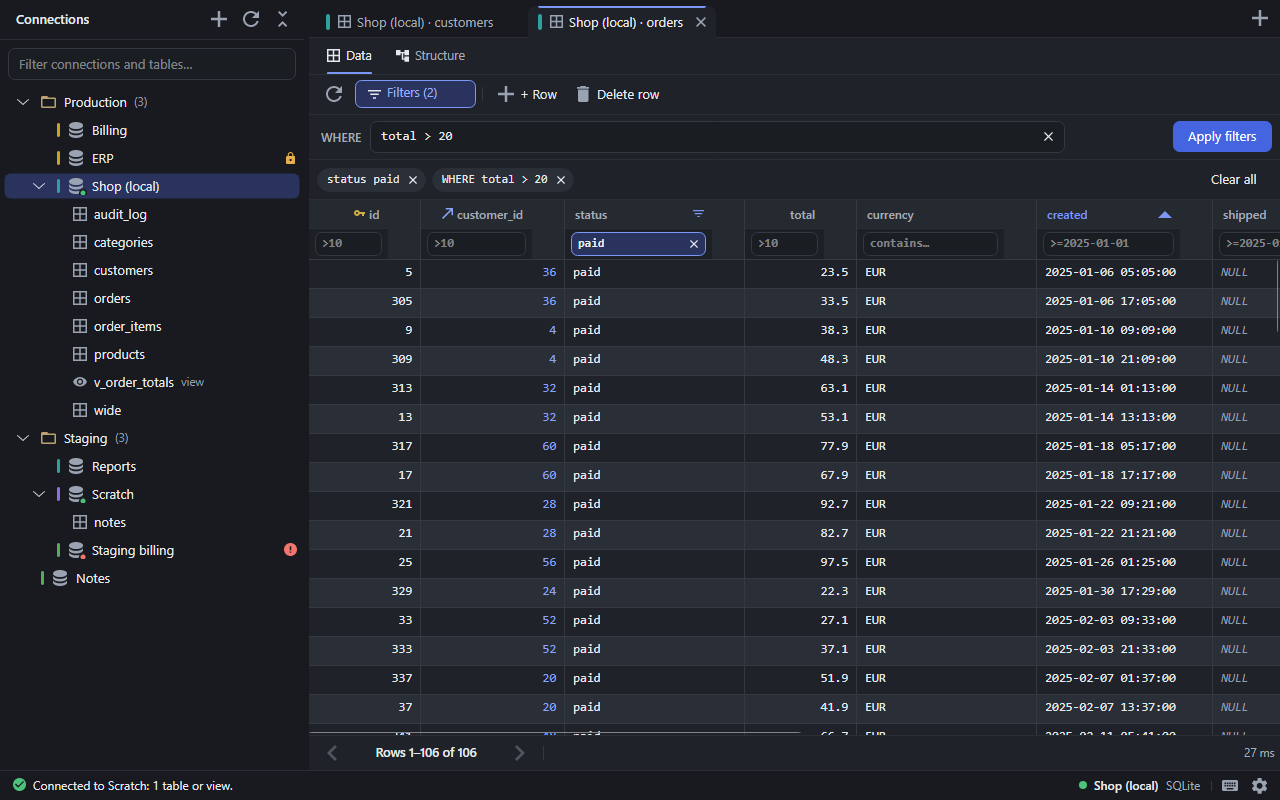 Connections
Filter connections and tables...
Production (3)
Billing
ERP
Shop (local)
audit_log
categories
customers
orders
order_items
products
v_order_totals view
wide
Staging (3)
Reports
Scratch
notes
Staging billing
Notes
Shop (local) · customers
Shop (local) · orders
Data Structure
Filters (2) + Row Delete row
WHERE total > 20 Apply filters
status paid WHERE total > 20 Clear all
id customer_id status total currency created shipped
>10 >10 paid >10 contains… >=2025-01-01 >=2025-0
5 36 paid 23.5 EUR 2025-01-06 05:05:00 NULL
305 36 paid 33.5 EUR 2025-01-06 17:05:00 NULL
9 4 paid 38.3 EUR 2025-01-10 09:09:00 NULL
309 4 paid 48.3 EUR 2025-01-10 21:09:00 NULL
313 32 paid 63.1 EUR 2025-01-14 01:13:00 NULL
13 32 paid 53.1 EUR 2025-01-14 13:13:00 NULL
317 60 paid 77.9 EUR 2025-01-18 05:17:00 NULL
17 60 paid 67.9 EUR 2025-01-18 17:17:00 NULL
321 28 paid 92.7 EUR 2025-01-22 09:21:00 NULL
21 28 paid 82.7 EUR 2025-01-22 21:21:00 NULL
25 56 paid 97.5 EUR 2025-01-26 01:25:00 NULL
329 24 paid 22.3 EUR 2025-01-30 17:29:00 NULL
33 52 paid 27.1 EUR 2025-02-03 09:33:00 NULL
333 52 paid 37.1 EUR 2025-02-03 21:33:00 NULL
337 20 paid 51.9 EUR 2025-02-07 01:37:00 NULL
37 20 paid 41.9 EUR 2025-02-07 13:37:00 NULL
Rows 1–106 of 106 27 ms
Connected to Scratch: 1 table or view. Shop (local) SQLite